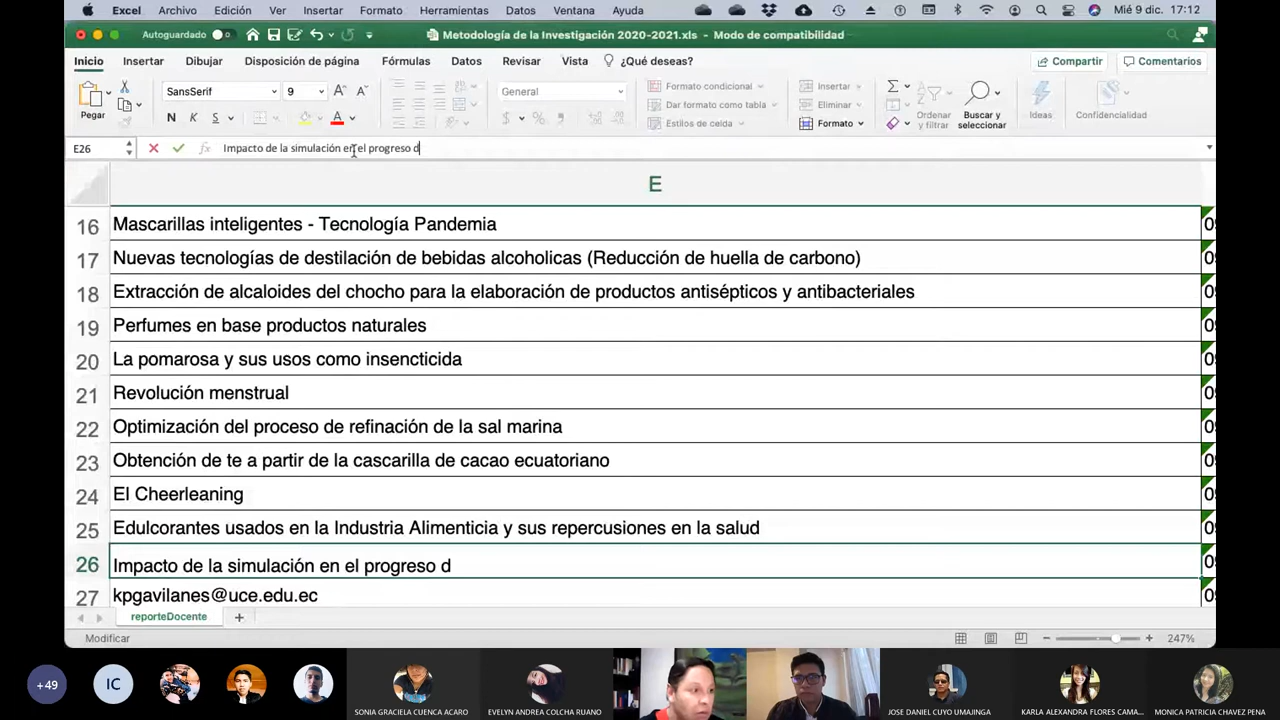 Excel Archivo Edición Ver Insertar Formato Herramientas Datos Ventana Ayuda Mié 9 dic. 17:12
Autoguardado Metodología de la Investigación 2020-2021.xls - Modo de compatibilidad
Inicio Insertar Dibujar Disposición de página Fórmulas Datos Revisar Vista ¿Qué deseas? Compartir Comentarios
Pegar
SansSerif 9
N K S
General
Formato condicional
Dar formato como tabla
Estilos de celda
Insertar
Eliminar
Formato
Ordenar y filtrar
Buscar y seleccionar
Ideas
Confidencialidad
E26 fx Impacto de la simulación en el progreso d
E
16 Mascarillas inteligentes - Tecnología Pandemia
17 Nuevas tecnologías de destilación de bebidas alcoholicas (Reducción de huella de carbono)
18 Extracción de alcaloides del chocho para la elaboración de productos antisépticos y antibacteriales
19 Perfumes en base productos naturales
20 La pomarosa y sus usos como insencticida
21 Revolución menstrual
22 Optimización del proceso de refinación de la sal marina
23 Obtención de te a partir de la cascarilla de cacao ecuatoriano
24 El Cheerleaning
25 Edulcorantes usados en la Industria Alimenticia y sus repercusiones en la salud
26 Impacto de la simulación en el progreso d
27 kpgavilanes@uce.edu.ec
reporteDocente
Modificar 247%
+49 IC SONIA GRACIELA CUENCA ACARO EVELYN ANDREA COLCHA RUANO JOSE DANIEL CUYO UMAJINGA KARLA ALEXANDRA FLORES CAMA... MONICA PATRICIA CHAVEZ PENA